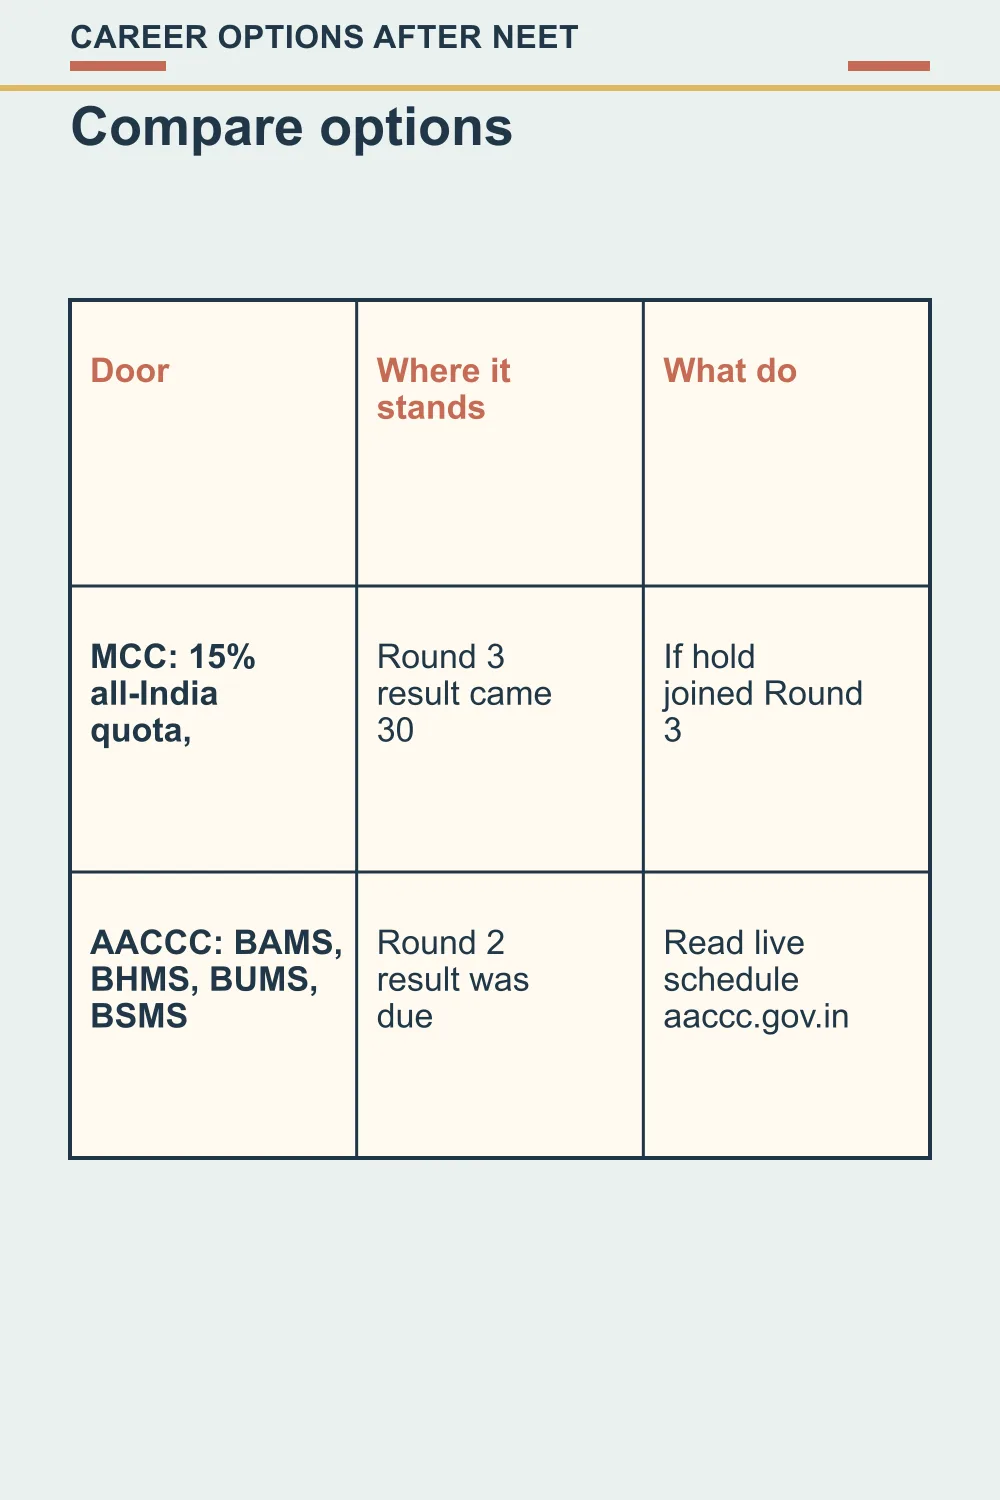 CAREER OPTIONS AFTER NEET
Compare options
Door
Where it
stands
What do
MCC: 15%
all-India
quota,
Round 3
result came
30
If hold
joined Round
3
AACCC: BAMS,
BHMS, BUMS,
BSMS
Round 2
result was
due
Read live
schedule
aaccc.gov.in